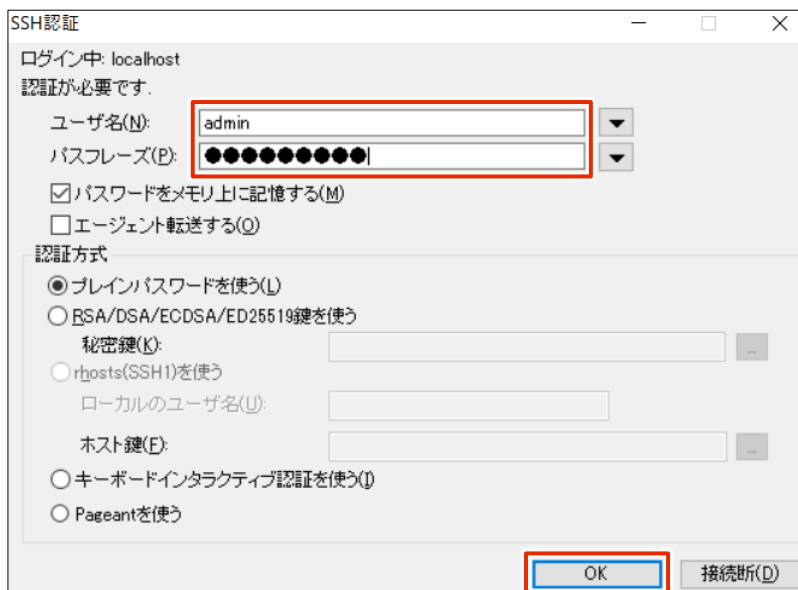 SSH認証
ログイン中: localhost
認証が必要です.
ユーザ名(N): admin
パスフレーズ(P): ●●●●●●●●●
パスワードをメモリ上に記憶する(M)
エージェント転送する(O)
認証方式
プレインパスワードを使う(L)
RSA/DSA/ECDSA/ED25519鍵を使う
秘密鍵(K): ...
rhosts(SSH1)を使う
ローカルのユーザ名(U):
ホスト鍵(F): ...
キーボードインタラクティブ認証を使う(I)
Pageantを使う
OK 接続断(D)